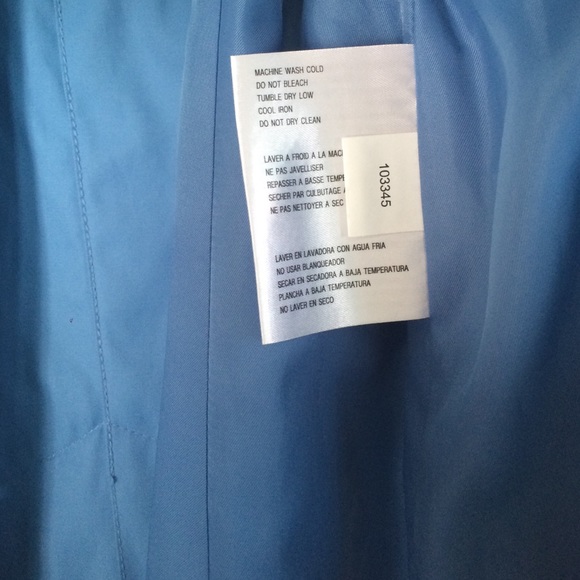 MACHINE WASH COLD
DO NOT BLEACH
TUMBLE DRY LOW
COOL IRON
DO NOT DRY CLEAN
LAVER A FROID A LA
NE PAS JAVELLISER
REPASSER A BASSE
SECHER PAR CULBUTAGE
NE PAS NETTOYER A SEC
103345
LAVER EN LAVADORA CON AGUA FRIA
NO USAR BLANQUEADOR
SECAR EN SECADORA A BAJA TEMPERATURA
PLANCHA A BAJA TEMPERATURA
NO LAVER EN SECO